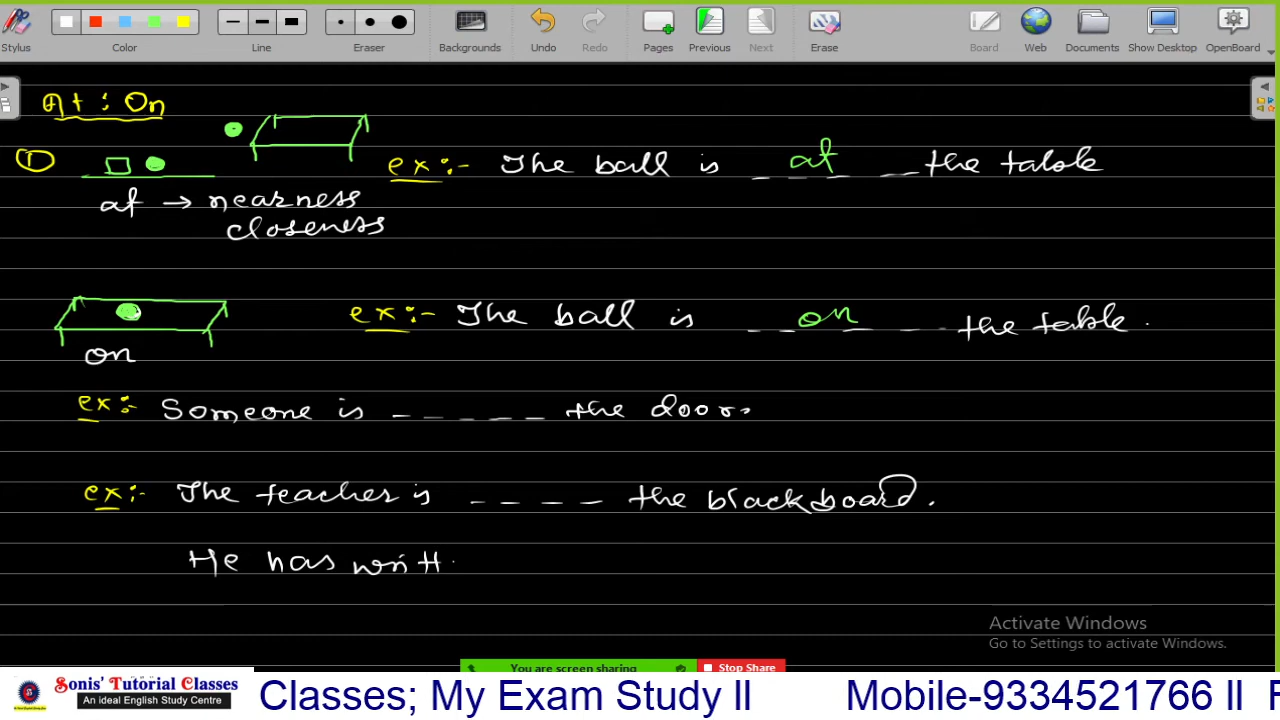 Stylus Color Line Eraser Backgrounds Undo Redo Pages Previous Next Erase Board Web Documents Show Desktop OpenBoard
At : On
① ex:- The ball is _ at _ _ the table
at → nearness
closeness
ex:- The ball is _ _ on _ _ the table.
on
ex:- Someone is _ _ _ _ _ the door.
ex:- The teacher is _ _ _ _ the blackboard.
He has writt
Activate Windows
Go to Settings to activate Windows.
You are screen sharing Stop Share
Sonis' Tutorial Classes
An ideal English Study Centre
Classes; My Exam Study ll Mobile-9334521766 ll F